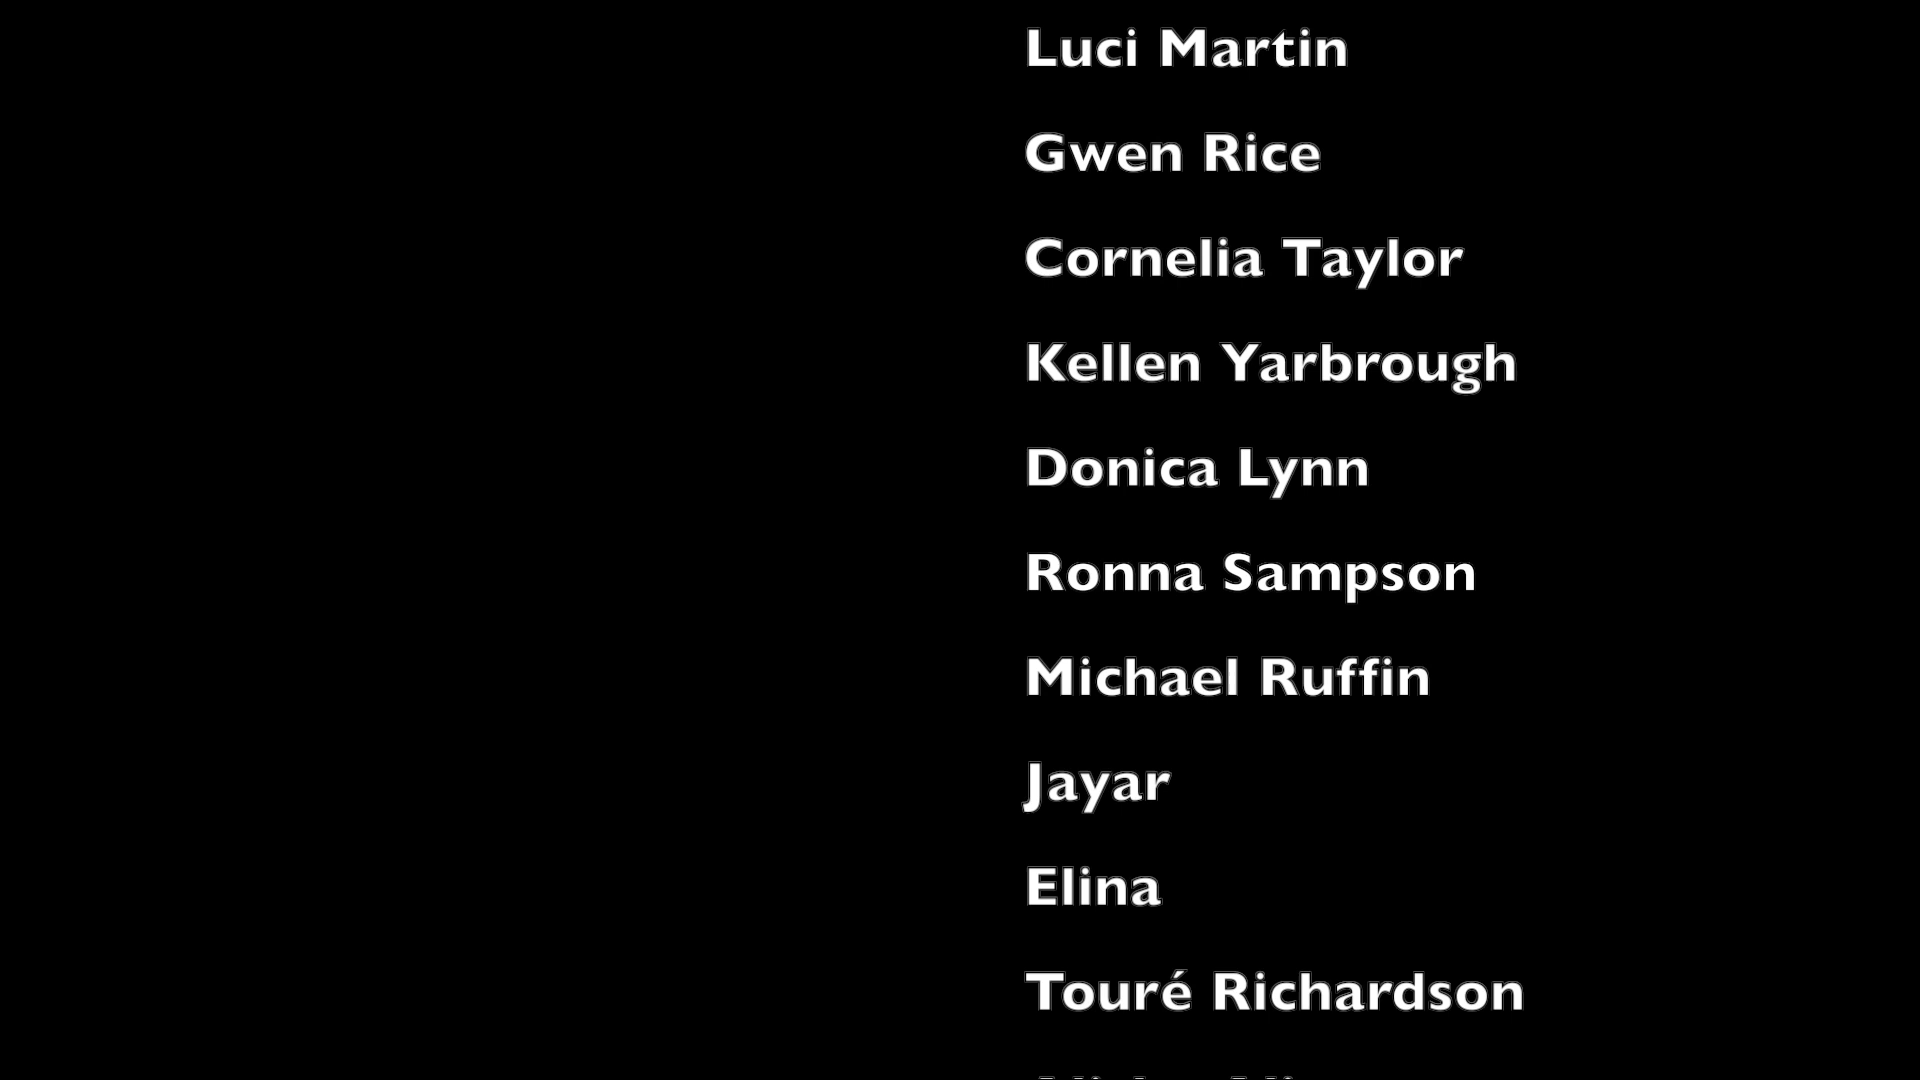 Luci Martin
Gwen Rice
Cornelia Taylor
Kellen Yarbrough
Donica Lynn
Ronna Sampson
Michael Ruffin
Jayar
Elina
Touré Richardson